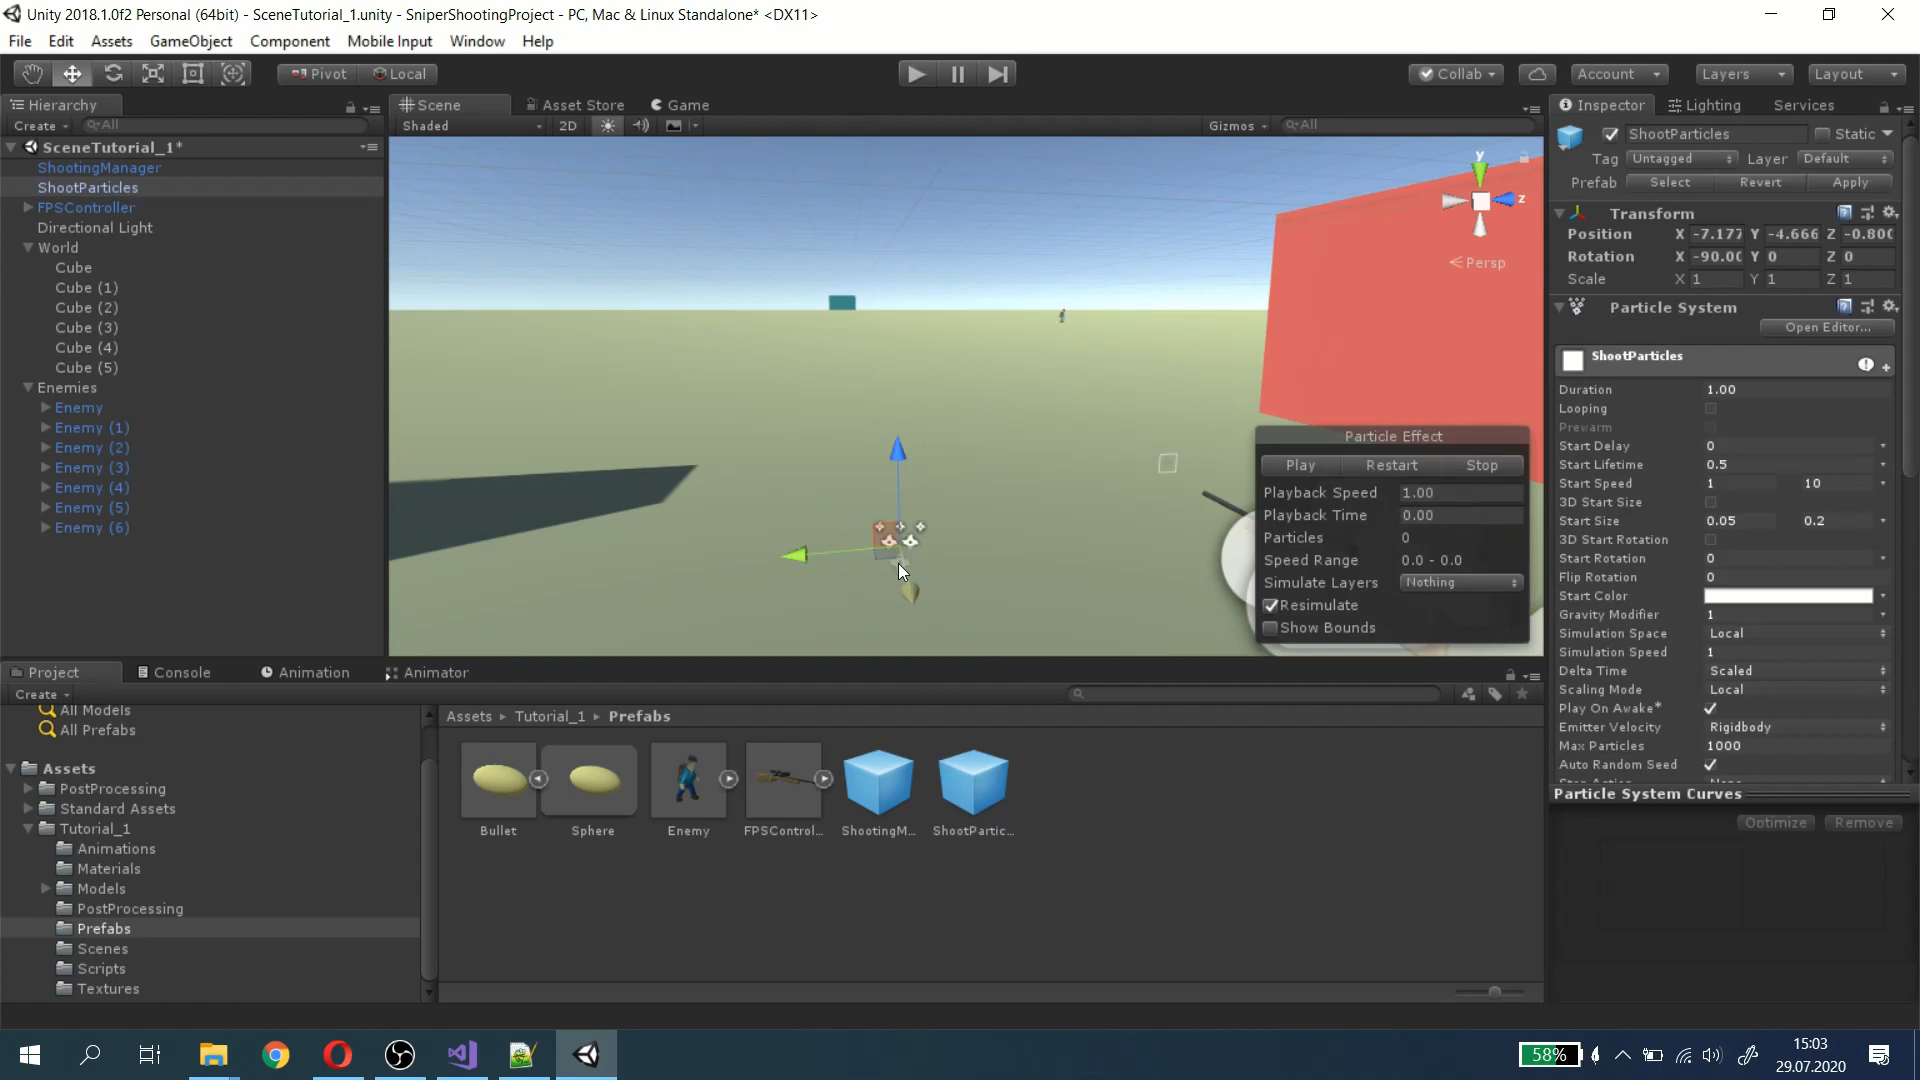 Unity 2018.1.0f2 Personal (64bit) - SceneTutorial_1.unity - SniperShootingProject - PC, Mac & Linux Standalone* <DX11>
File Edit Assets GameObject Component Mobile Input Window Help
Pivot Local Collab Account Layers Layout
Hierarchy
Create All
SceneTutorial_1*
ShootingManager
ShootParticles
FPSController
Directional Light
World
Cube
Cube (1)
Cube (2)
Cube (3)
Cube (4)
Cube (5)
Enemies
Enemy
Enemy (1)
Enemy (2)
Enemy (3)
Enemy (4)
Enemy (5)
Enemy (6)
Scene Asset Store Game
Shaded 2D Gizmos All
y
z
Persp
Particle Effect
Play Restart Stop
Playback Speed 1.00
Playback Time 0.00
Particles 0
Speed Range 0.0 - 0.0
Simulate Layers Nothing
Resimulate
Show Bounds
Inspector Lighting Services
ShootParticles Static
Tag Untagged Layer Default
Prefab Select Revert Apply
Transform
Position X -7.177 Y -4.666 Z -0.800
Rotation X -90.00 Y 0 Z 0
Scale X 1 Y 1 Z 1
Particle System
Open Editor...
ShootParticles
Duration 1.00
Looping
Prewarm
Start Delay 0
Start Lifetime 0.5
Start Speed 1 10
3D Start Size
Start Size 0.05 0.2
3D Start Rotation
Start Rotation 0
Flip Rotation 0
Start Color
Gravity Modifier 1
Simulation Space Local
Simulation Speed 1
Delta Time Scaled
Scaling Mode Local
Play On Awake*
Emitter Velocity Rigidbody
Max Particles 1000
Auto Random Seed
Particle System Curves
Optimize Remove
Project Console Animation Animator
Create
All Models
All Prefabs
Assets
PostProcessing
Standard Assets
Tutorial_1
Animations
Materials
Models
PostProcessing
Prefabs
Scenes
Scripts
Textures
Assets Tutorial_1 Prefabs
Bullet Sphere Enemy FPSControl... ShootingM... ShootPartic...
58%
15:03
29.07.2020